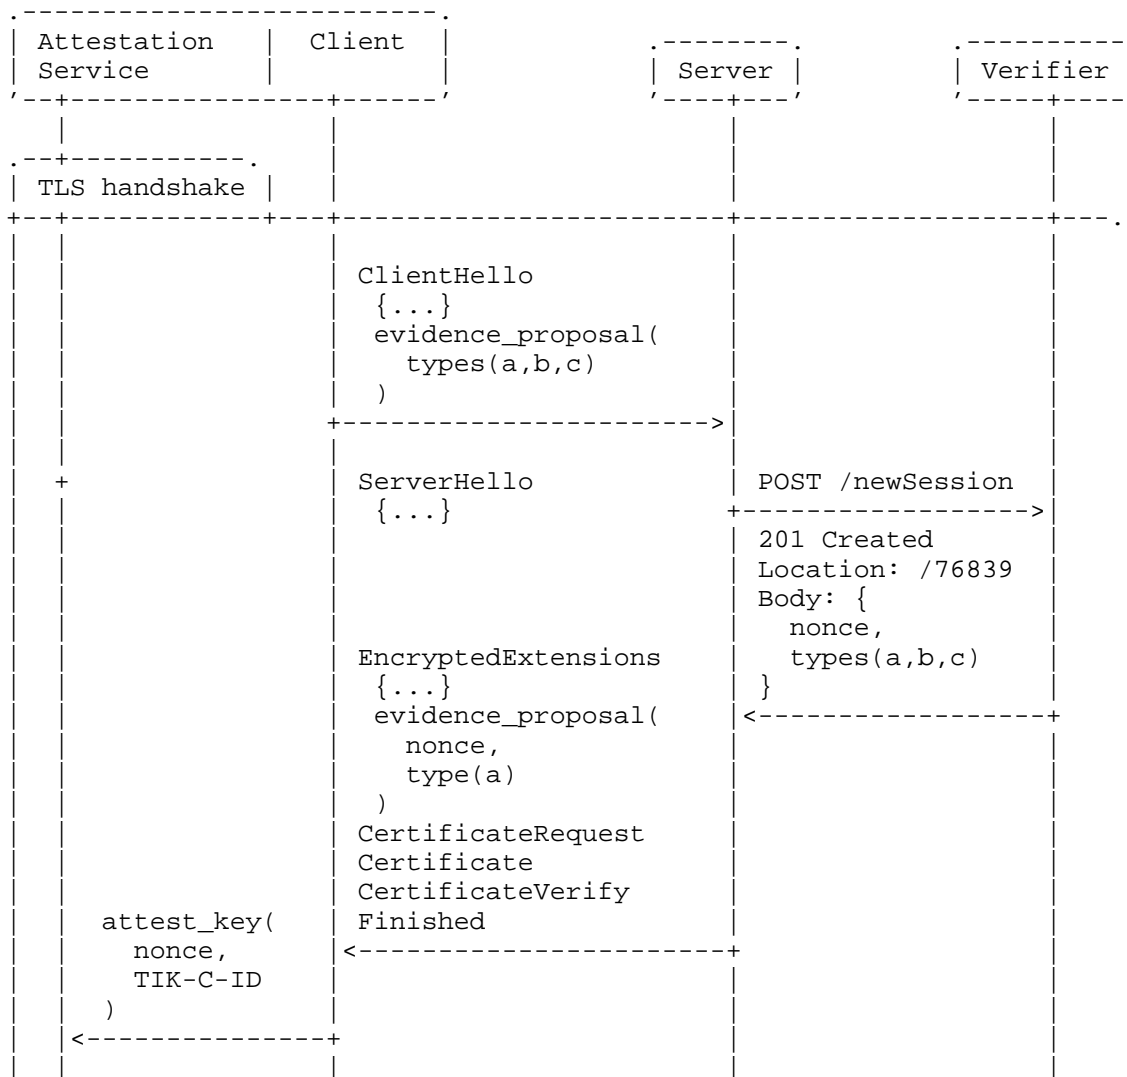 Attestation Client
Service Server Verifier
TLS handshake
ClientHello
{...}
evidence_proposal(
types(a,b,c)
)
ServerHello POST /newSession
{...}
201 Created
Location: /76839
Body: {
nonce,
EncryptedExtensions types(a,b,c)
{...} }
evidence_proposal(
nonce,
type(a)
)
CertificateRequest
Certificate
CertificateVerify
attest_key( Finished
nonce,
TIK-C-ID
)